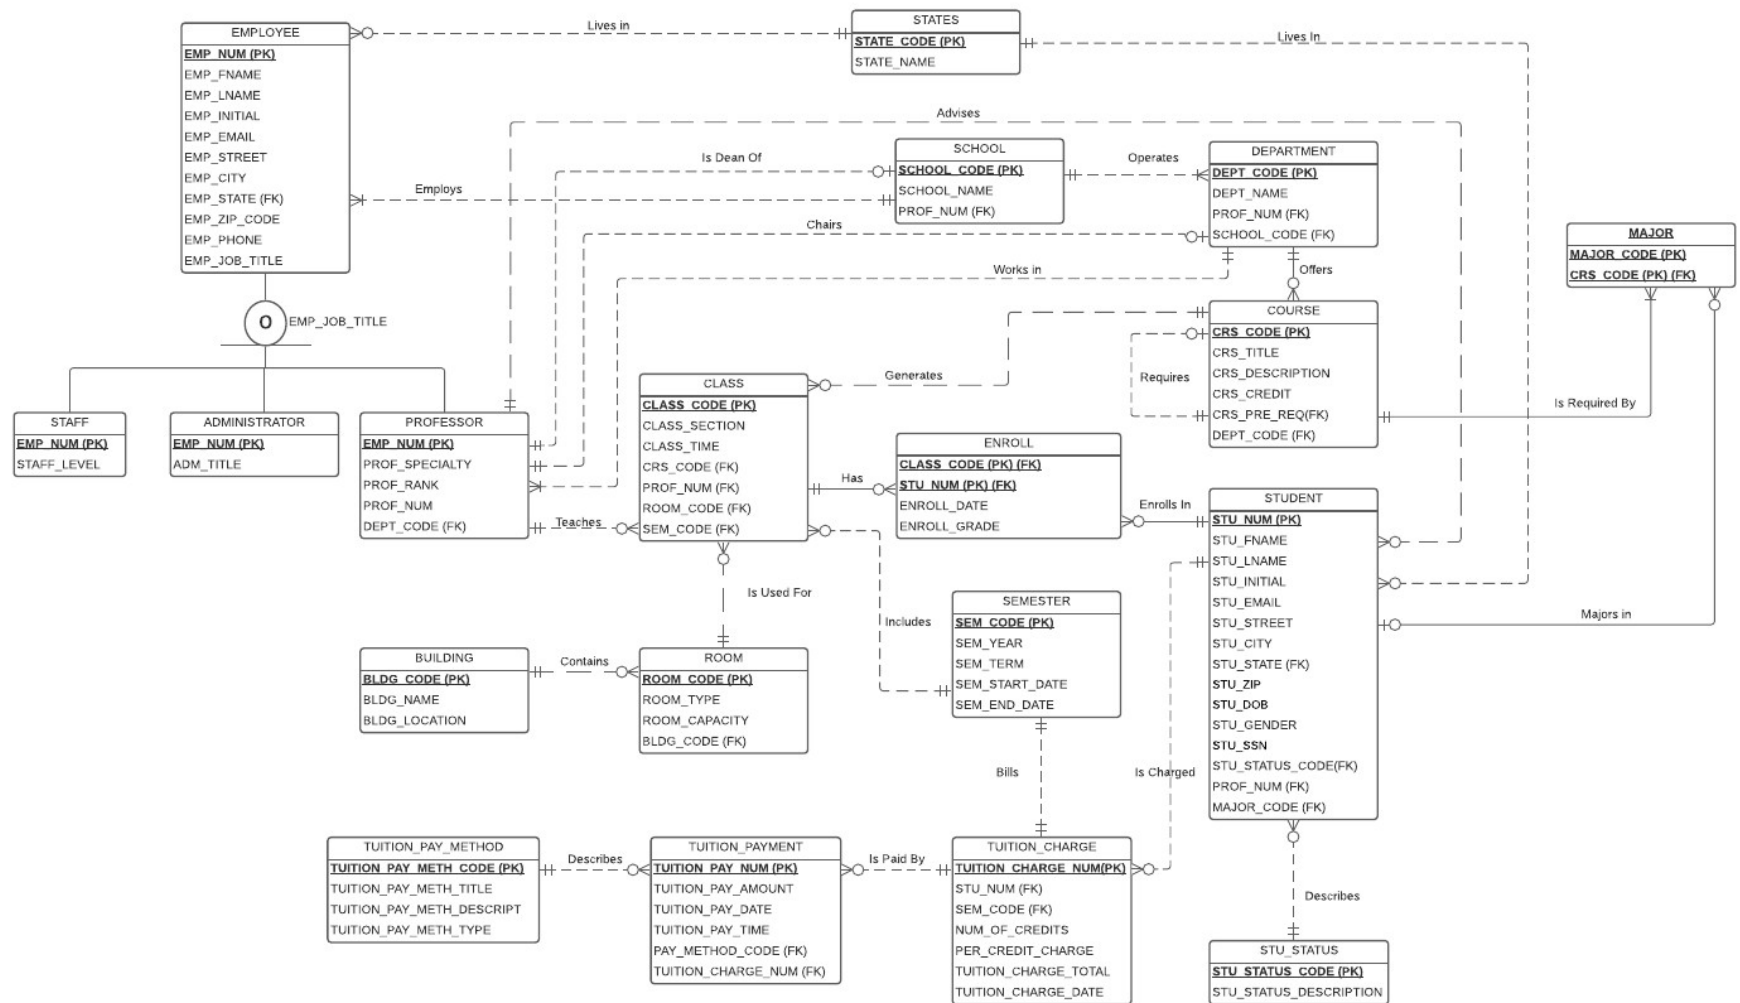 EMPLOYEE
EMP_NUM (PK)
EMP_FNAME
EMP_LNAME
EMP_INITIAL
EMP_EMAIL
EMP_STREET
EMP_CITY
EMP_STATE (FK)
EMP_ZIP_CODE
EMP_PHONE
EMP_JOB_TITLE
Lives in
STATES
STATE_CODE (PK)
STATE_NAME
Lives In
Advises
Is Dean Of
Employs
SCHOOL
SCHOOL_CODE (PK)
SCHOOL_NAME
PROF_NUM (FK)
Operates
DEPARTMENT
DEPT_CODE (PK)
DEPT_NAME
PROF_NUM (FK)
SCHOOL_CODE (FK)
Chairs
Works in
Offers
MAJOR
MAJOR_CODE (PK)
CRS_CODE (PK) (FK)
O
EMP_JOB_TITLE
COURSE
CRS_CODE (PK)
CRS_TITLE
CRS_DESCRIPTION
CRS_CREDIT
CRS_PRE_REQ(FK)
DEPT_CODE (FK)
Requires
Generates
Is Required By
STAFF
EMP_NUM (PK)
STAFF_LEVEL
ADMINISTRATOR
EMP_NUM (PK)
ADM_TITLE
PROFESSOR
EMP_NUM (PK)
PROF_SPECIALTY
PROF_RANK
PROF_NUM
DEPT_CODE (FK)
Teaches
CLASS
CLASS_CODE (PK)
CLASS_SECTION
CLASS_TIME
CRS_CODE (FK)
PROF_NUM (FK)
ROOM_CODE (FK)
SEM_CODE (FK)
Has
ENROLL
CLASS_CODE (PK) (FK)
STU_NUM (PK) (FK)
ENROLL_DATE
ENROLL_GRADE
Enrolls In
STUDENT
STU_NUM (PK)
STU_FNAME
STU_LNAME
STU_INITIAL
STU_EMAIL
STU_STREET
STU_CITY
STU_STATE (FK)
STU_ZIP
STU_DOB
STU_GENDER
STU_SSN
STU_STATUS_CODE(FK)
PROF_NUM (FK)
MAJOR_CODE (FK)
Majors in
Is Used For
Includes
SEMESTER
SEM_CODE (PK)
SEM_YEAR
SEM_TERM
SEM_START_DATE
SEM_END_DATE
BUILDING
BLDG_CODE (PK)
BLDG_NAME
BLDG_LOCATION
Contains
ROOM
ROOM_CODE (PK)
ROOM_TYPE
ROOM_CAPACITY
BLDG_CODE (FK)
Bills
Is Charged
TUITION_PAY_METHOD
TUITION_PAY_METH_CODE (PK)
TUITION_PAY_METH_TITLE
TUITION_PAY_METH_DESCRIPT
TUITION_PAY_METH_TYPE
Describes
TUITION_PAYMENT
TUITION_PAY_NUM (PK)
TUITION_PAY_AMOUNT
TUITION_PAY_DATE
TUITION_PAY_TIME
PAY_METHOD_CODE (FK)
TUITION_CHARGE_NUM (FK)
Is Paid By
TUITION_CHARGE
TUITION_CHARGE_NUM(PK)
STU_NUM (FK)
SEM_CODE (FK)
NUM_OF_CREDITS
PER_CREDIT_CHARGE
TUITION_CHARGE_TOTAL
TUITION_CHARGE_DATE
Describes
STU_STATUS
STU_STATUS_CODE (PK)
STU_STATUS_DESCRIPTION